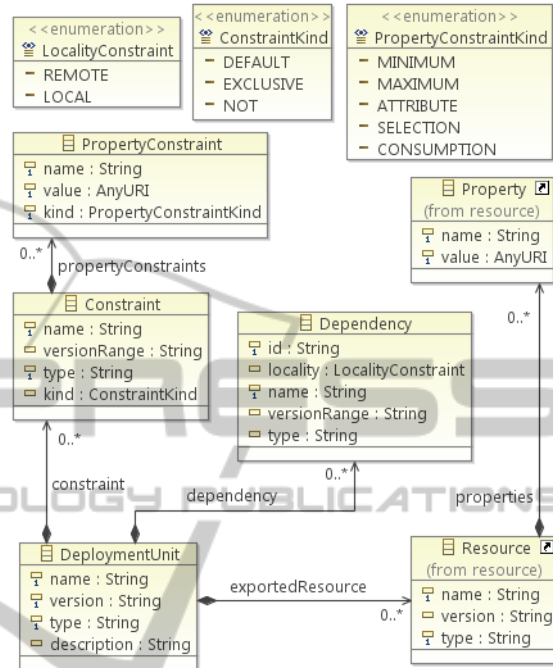 <<enumeration>>
LocalityConstraint
REMOTE
LOCAL
<<enumeration>>
ConstraintKind
DEFAULT
EXCLUSIVE
NOT
<<enumeration>>
PropertyConstraintKind
MINIMUM
MAXIMUM
ATTRIBUTE
SELECTION
CONSUMPTION
PropertyConstraint
name : String
value : AnyURI
kind : PropertyConstraintKind
Property
(from resource)
name : String
value : AnyURI
0..*
propertyConstraints
0..*
Constraint
name : String
versionRange : String
type : String
kind : ConstraintKind
Dependency
id : String
locality : LocalityConstraint
name : String
versionRange : String
type : String
0..*
0..*
constraint
dependency
properties
DeploymentUnit
name : String
version : String
type : String
description : String
exportedResource
0..*
Resource
(from resource)
name : String
version : String
type : String